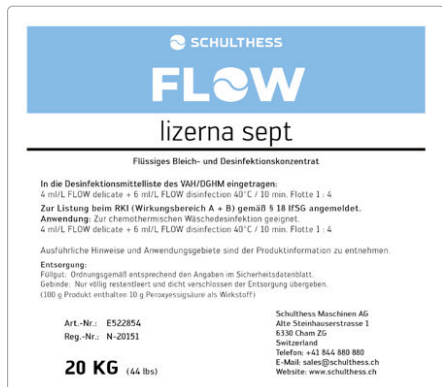 SCHULTHESS
FLOW
lizerna sept
Flüssiges Bleich- und Desinfektionskonzentrat
In die Desinfektionsmittelliste des VAH/DGHM eingetragen:
4 ml/L FLOW delicate + 6 ml/L FLOW disinfection 40°C / 10 min. Flotte 1 : 4
Zur Listung beim RKI (Wirkungsbereich A + B) gemäß § 18 IfSG angemeldet.
Anwendung: Zur chemothermischen Wäschedesinfektion geeignet.
4 ml/L FLOW delicate + 6 ml/L FLOW disinfection 40°C / 10 min. Flotte 1 : 4
Ausführliche Hinweise und Anwendungsgebiete sind der Produktinformation zu entnehmen.
Entsorgung:
Füllgut: Ordnungsgemäß entsprechend den Angaben im Sicherheitsdatenblatt.
Gebinde: Nur völlig restentleert und dicht verschlossen der Entsorgung übergeben.
(100 g Produkt enthalten 10 g Peroxyessigsäure als Wirkstoff)
Art.-Nr.: E522854
Reg.-Nr.: N-20151
20 KG (44 lbs)
Schulthess Maschinen AG
Alte Steinhauserstrasse 1
6330 Cham ZG
Switzerland
Telefon: +41 844 880 880
E-Mail: sales@schulthess.ch
Website: www.schulthess.ch